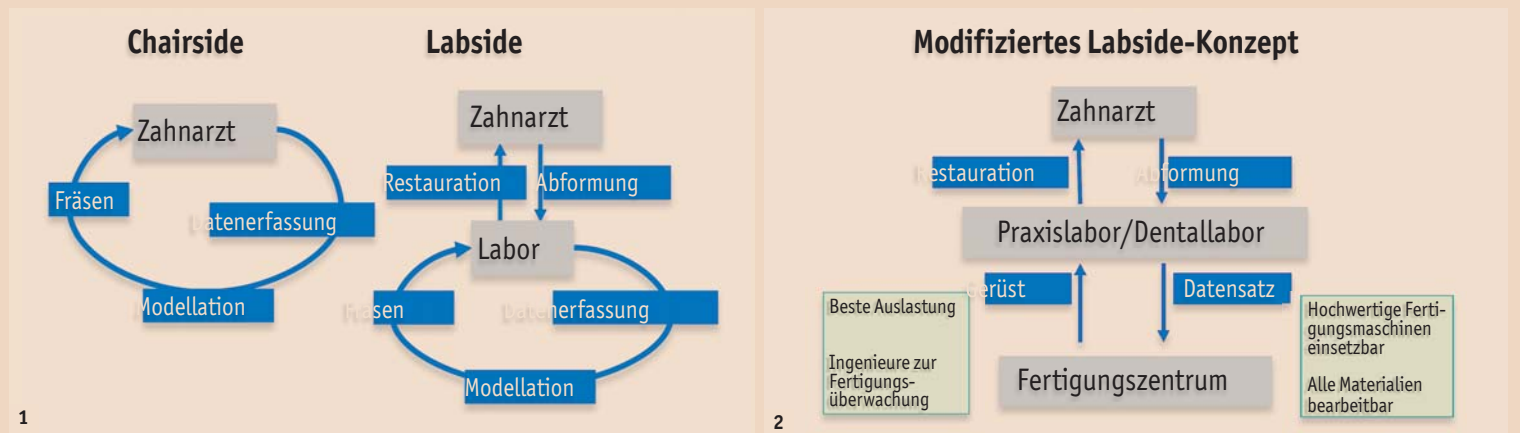 Chairside
Labside
Zahnarzt
Fräsen
Datenerfassung
Modellation
Zahnarzt
Restauration
Abformung
Labor
Fräsen
Datenerfassung
Modellation
1
Modifiziertes Labside-Konzept
Zahnarzt
Restauration
Abformung
Praxislabor/Dentallabor
Gerüst
Datensatz
Beste Auslastung
Ingenieure zur
Fertigungs-
überwachung
Fertigungszentrum
Hochwertige Ferti-
gungsmaschinen
einsetzbar
Alle Materialien
bearbeitbar
2